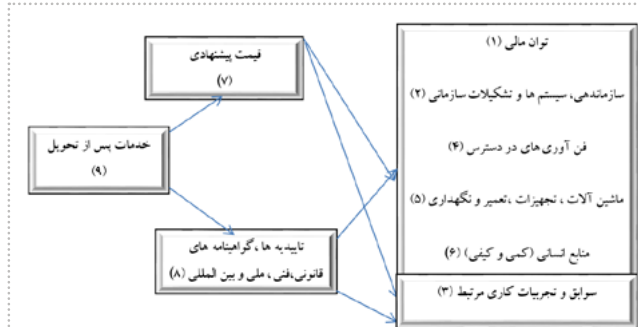 توان مالی (۱)
سازماندهی، سیستم ها و تشکیلات سازمانی (۲)
فن آوری های در دسترس (۴)
ماشین آلات ، تجهیزات ،تعمیر و نگهداری (۵)
منابع انسانی (کمی و کیفی) (۶)
سوابق و تجربیات کاری مرتبط (۳)
قیمت پیشنهادی
(۷)
تاییدیه ها ،گواهینامه های
قانونی،فنی ، ملی و بین المللی (۸)
خدمات پس از تحویل
(۹)